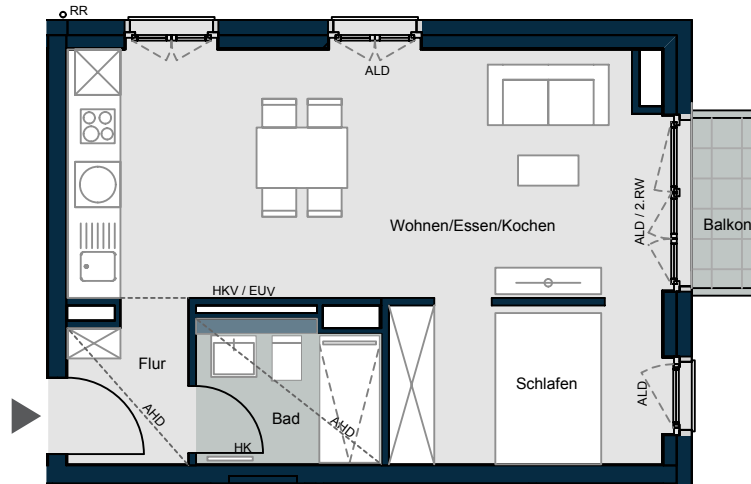 RR
ALD
ALD / 2.RW
Wohnen/Essen/Kochen
Balkon
HKV / EUV
Flur
Schlafen
AHD
Bad
AHD
ALD
HK